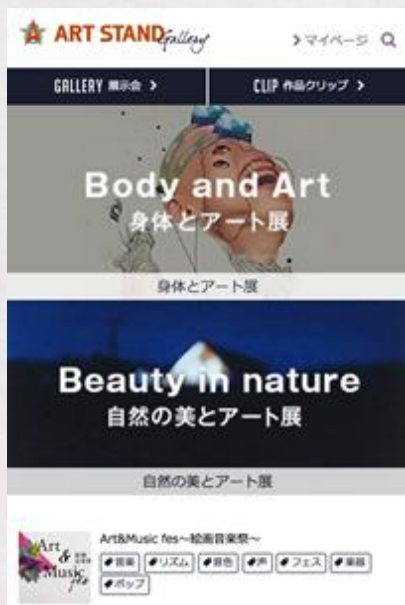 ART STAND Gallery
マイページ
GALLERY 展示会
CLIP 作品クリップ
Body and Art
身体とアート展
身体とアート展
Beauty in nature
自然の美とアート展
自然の美とアート展
Art&Music fes～絵画音楽祭～
音楽 リズム 音色 声 フェス 楽器
ポップ
Art
&
Music
fes